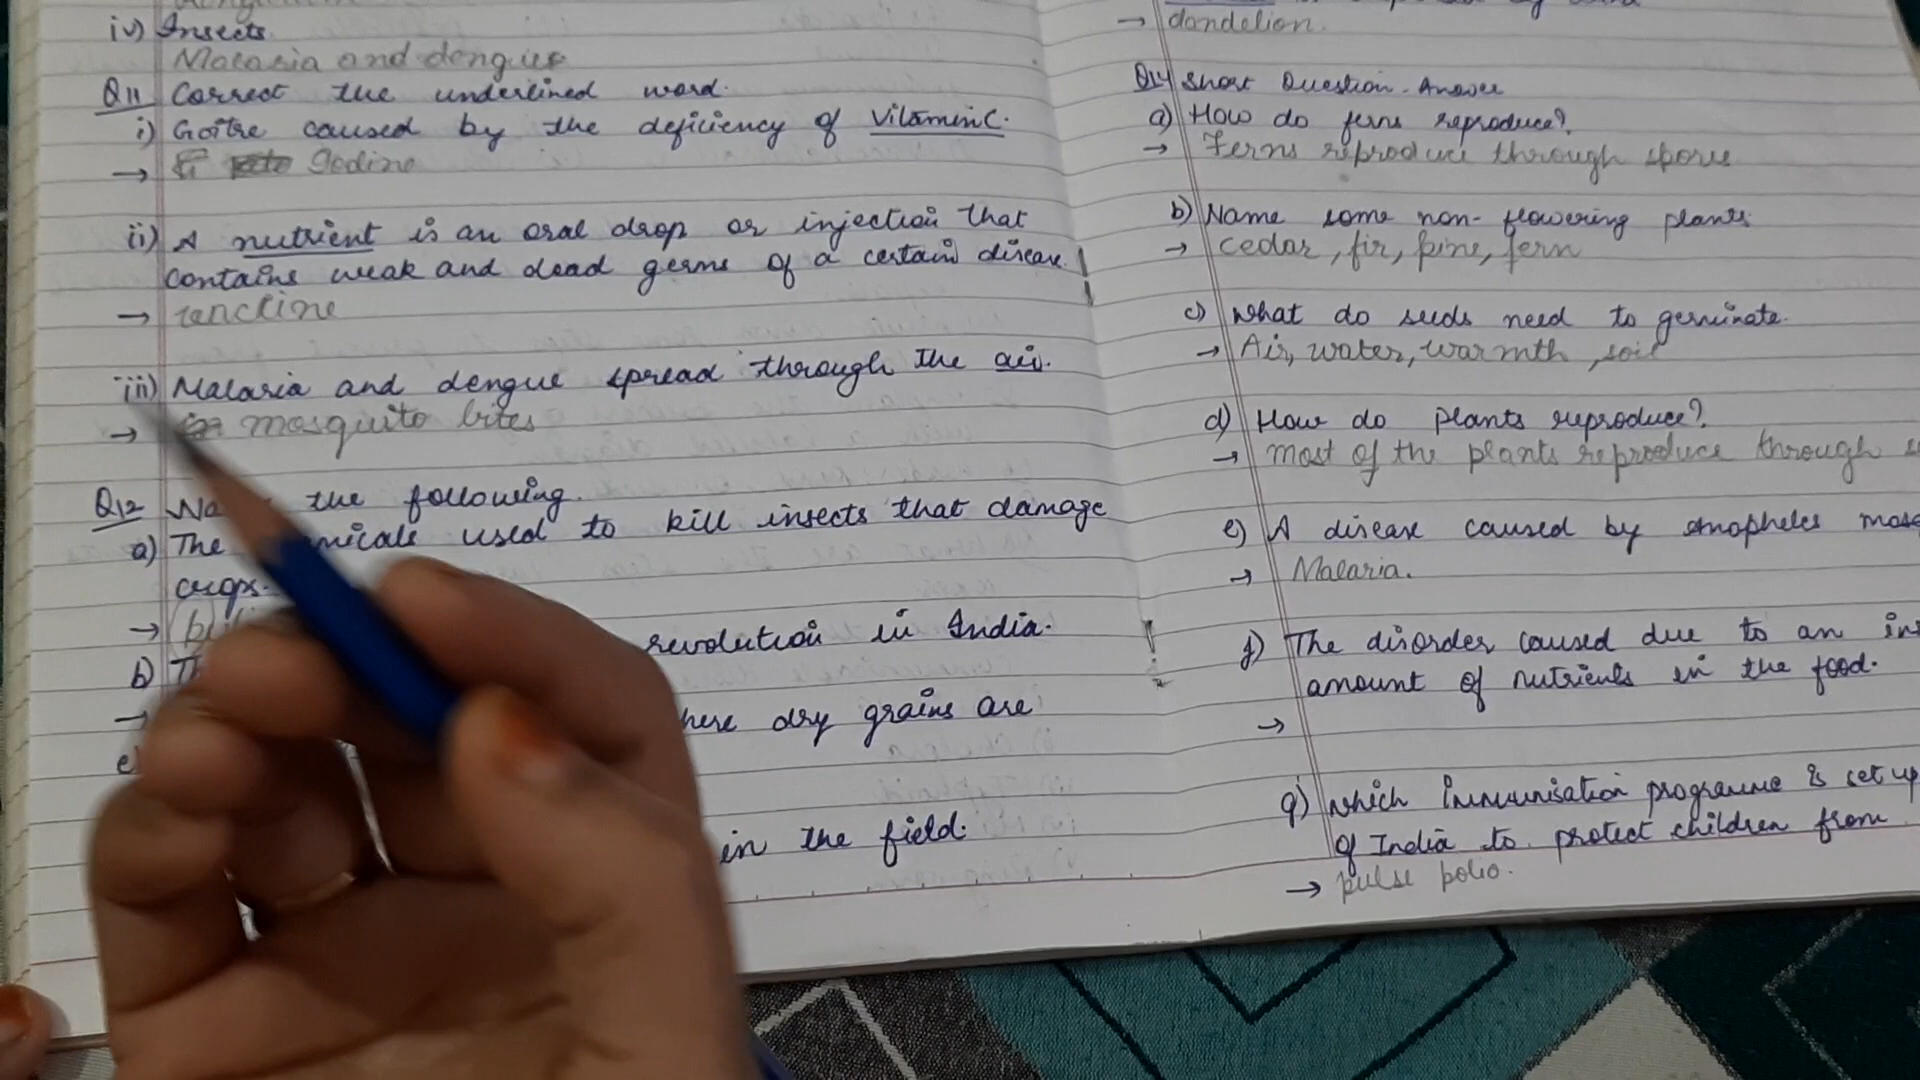 iv) Insects
Malaria and dengue
Q11 Correct the underlined word.
i) Goitre caused by the deficiency of Vitamin C.
→ Iodine
ii) A nutrient is an oral drop or injection that
contains weak and dead germs of a certain disease.
→
iii) Malaria and dengue spread through the air.
→ mosquito bites
Q12 the following.
a) The used to kill insects that damage
crops.
→
b) revolution in India.
→
here dry grains are
in the field.
→ dandelion.
Q14 Short Question-Answer
a) How do ferns reproduce?
→ Ferns reproduce through spores
b) Name some non-flowering plants
→ cedar, fir, pine, fern
c) What do seeds need to germinate.
→ Air, water, warmth, soil
d) How do plants reproduce?
→ most of the plants reproduce through
e) A disease caused by anopheles
→ Malaria.
f) The disorder caused due to an
amount of nutrients in the food.
→
g) Which immunisation programme is set up
of India to protect children from
→ pulse polio.